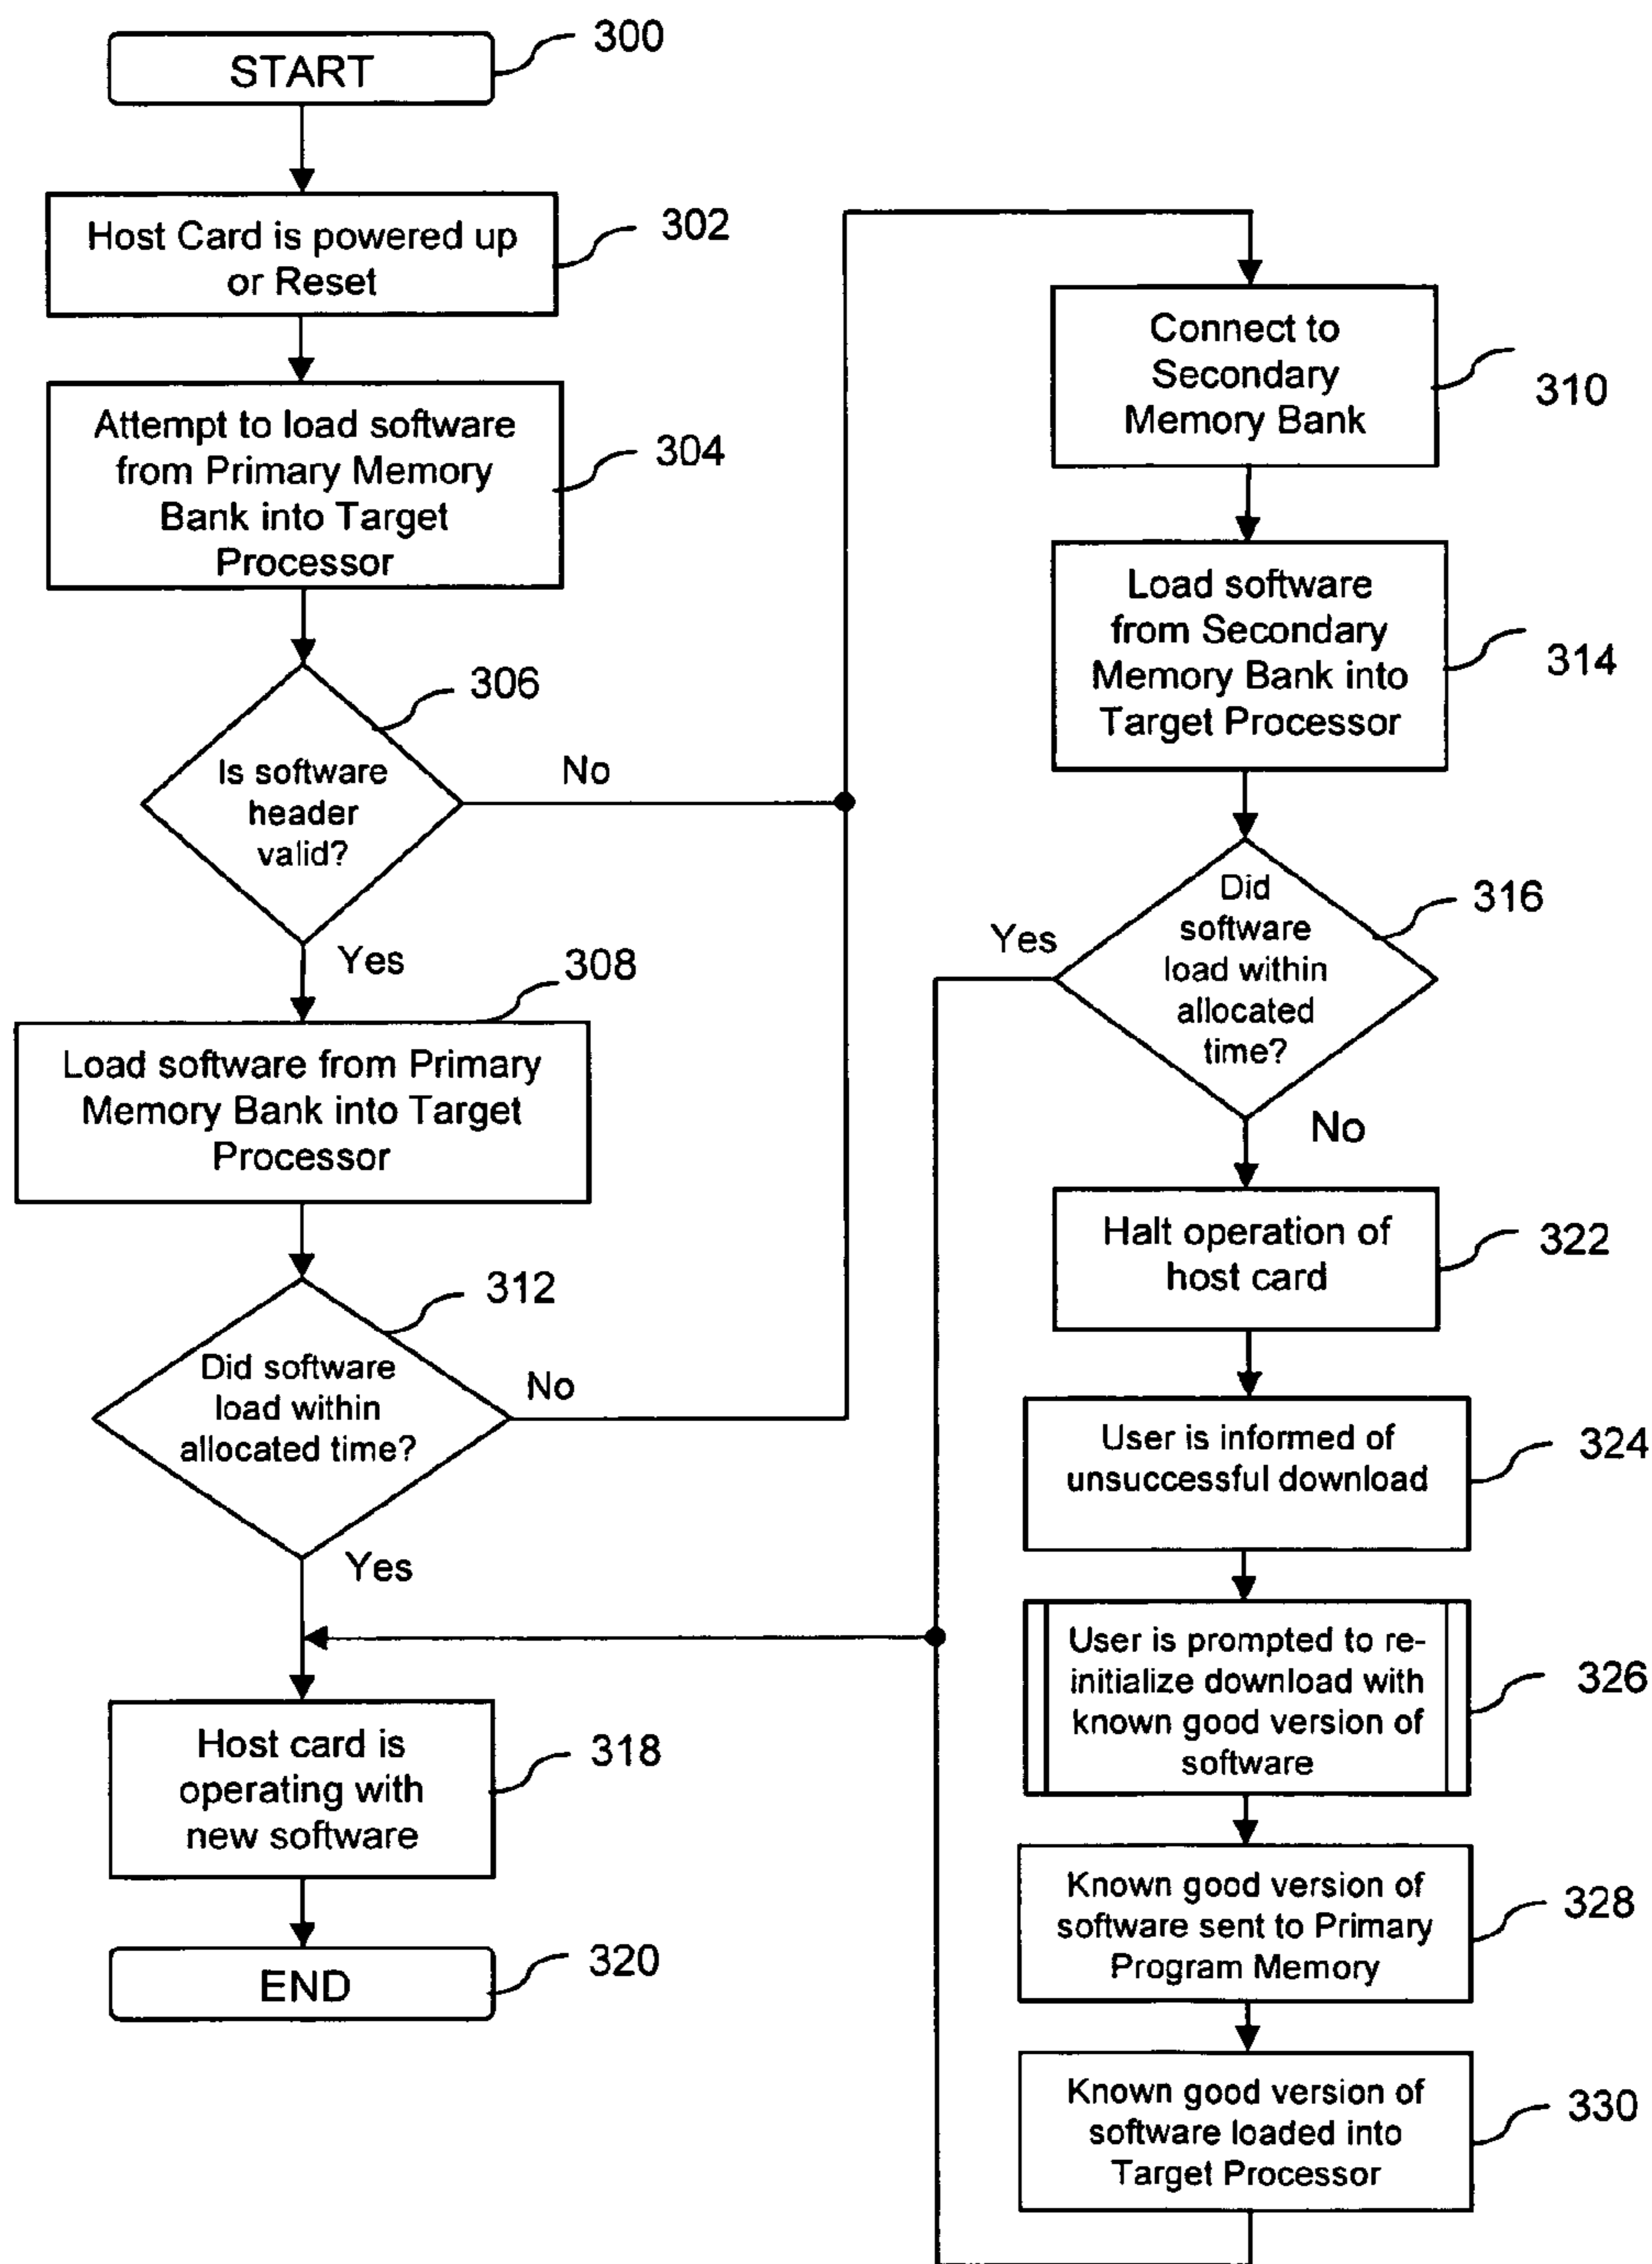 START
300
Host Card is powered up
or Reset
302
Attempt to load software
from Primary Memory
Bank into Target
Processor
304
Is software
header
valid?
306
No
Yes
308
Load software from Primary
Memory Bank into Target
Processor
Did software
load within
allocated time?
312
No
Yes
Host card is
operating with
new software
318
END
320
Connect to
Secondary
Memory Bank
310
Load software
from Secondary
Memory Bank into
Target Processor
314
Did
software
load within
allocated
time?
316
Yes
No
Halt operation of
host card
322
User is informed of
unsuccessful download
324
User is prompted to re-
initialize download with
known good version of
software
326
Known good version of
software sent to Primary
Program Memory
328
Known good version of
software loaded into
Target Processor
330